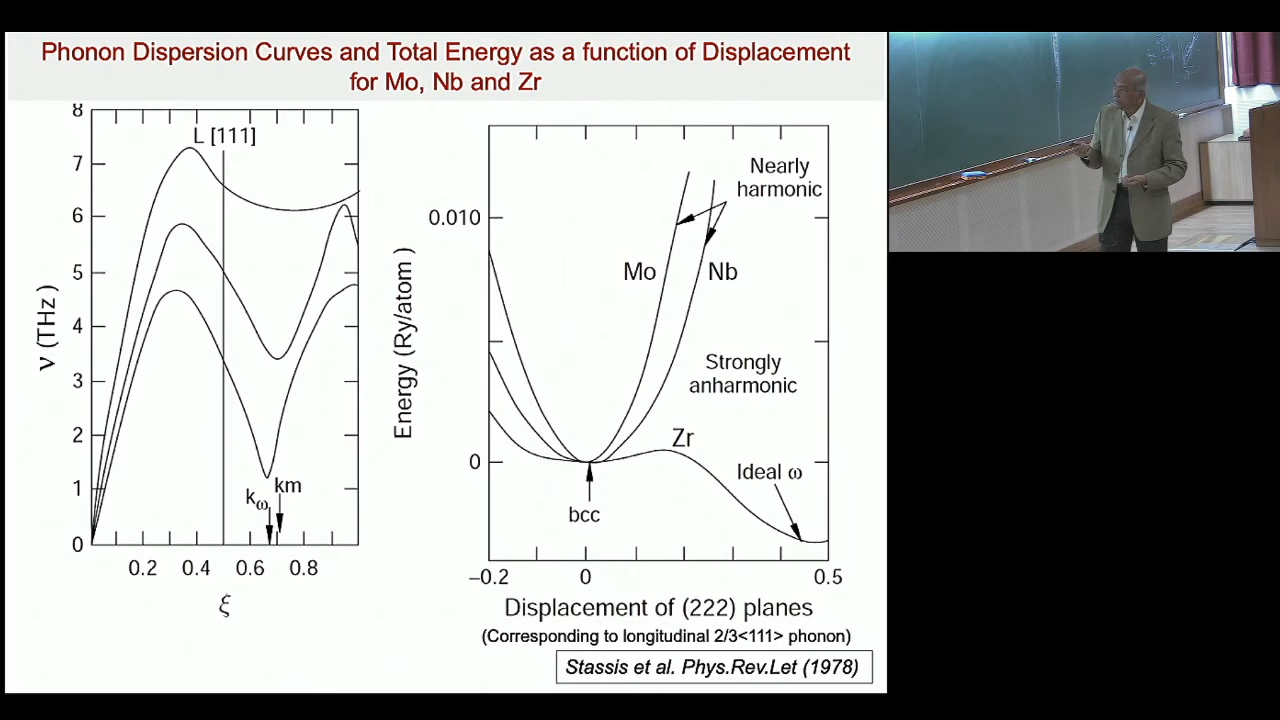 Phonon Dispersion Curves and Total Energy as a function of Displacement
for Mo, Nb and Zr
8
7
6
5
4
3
2
1
0
ν (THz)
L [111]
kω
km
0.2 0.4 0.6 0.8
ξ
Energy (Ry/atom)
0.010
0
Nearly
harmonic
Mo
Nb
Strongly
anharmonic
Zr
Ideal ω
bcc
–0.2 0 0.5
Displacement of (222) planes
(Corresponding to longitudinal 2/3<111> phonon)
Stassis et al. Phys.Rev.Let (1978)